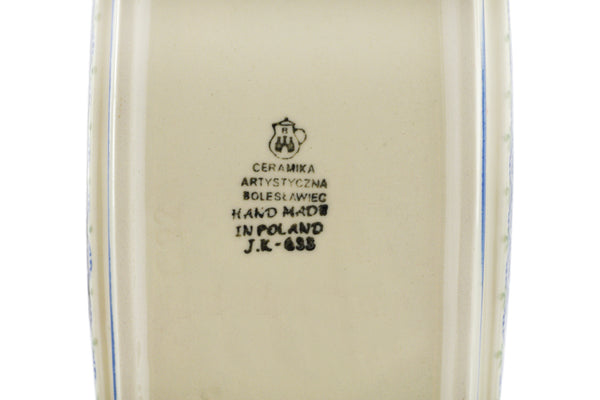 B
CERAMIKA
ARTYSTYCZNA
BOLESŁAWIEC
HAND MADE
IN POLAND
J.K-633